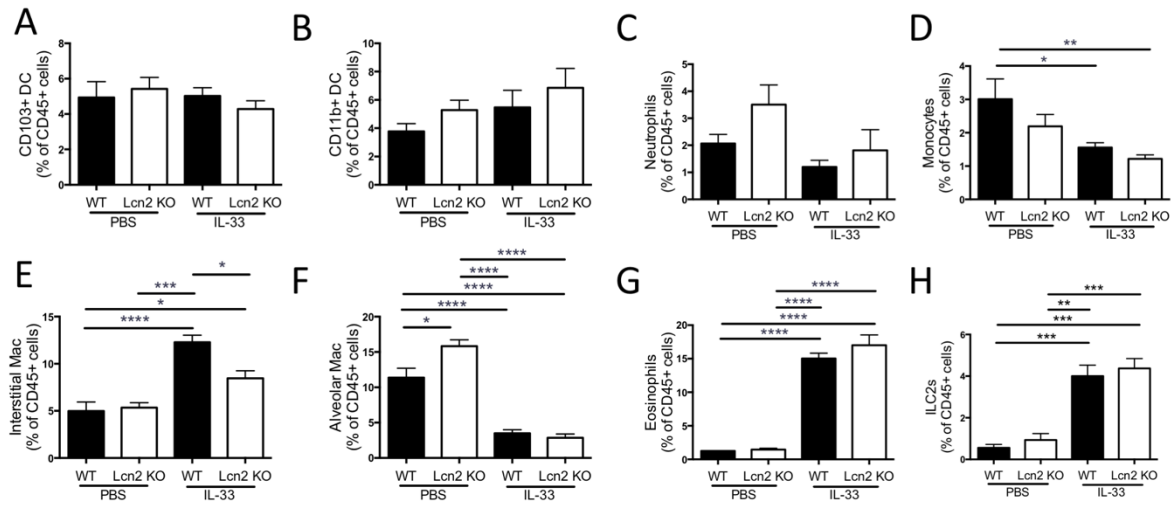 A
CD103+ DC
(% of CD45+ cells)
8
6
4
2
0
WT Lcn2 KO WT Lcn2 KO
PBS IL-33
B
CD11b+ DC
(% of CD45+ cells)
10
8
6
4
2
0
WT Lcn2 KO WT Lcn2 KO
PBS IL-33
C
Neutrophils
(% of CD45+ cells)
5
4
3
2
1
0
WT Lcn2 KO WT Lcn2 KO
PBS IL-33
D
**
*
Monocytes
(% of CD45+ cells)
4
3
2
1
0
WT Lcn2 KO WT Lcn2 KO
PBS IL-33
E
*
***
*
****
Interstitial Mac
(% of CD45+ cells)
15
10
5
0
WT Lcn2 KO WT Lcn2 KO
PBS IL-33
F
****
****
****
****
*
Alveolar Mac
(% of CD45+ cells)
20
15
10
5
0
WT Lcn2 KO WT Lcn2 KO
PBS IL-33
G
****
****
****
****
Eosinophils
(% of CD45+ cells)
20
15
10
5
0
WT Lcn2 KO WT Lcn2 KO
PBS IL-33
H
***
**
***
***
ILC2s
(% of CD45+ cells)
6
4
2
0
WT Lcn2 KO WT Lcn2 KO
PBS IL-33